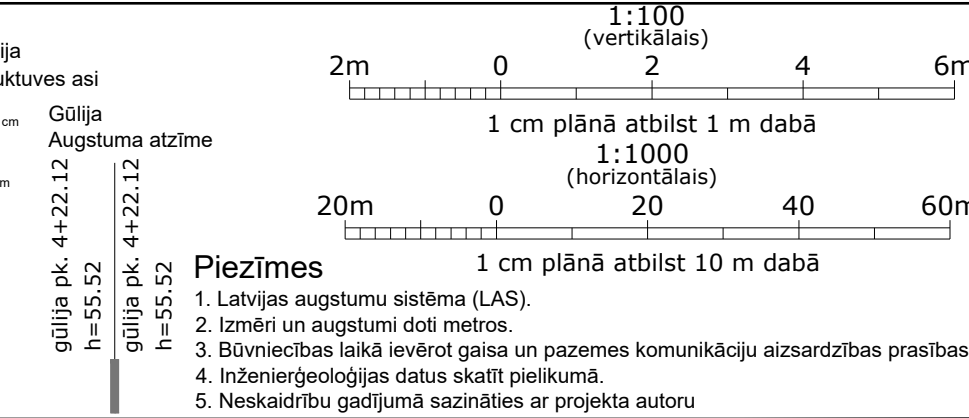 ija
uktuves asi
cm
Gūlija
Augstuma atzīme
m
gūlija pk. 4+22.12
h=55.52
gūlija pk. 4+22.12
h=55.52
1:100
(vertikālais)
2m 0 2 4 6m
1 cm plānā atbilst 1 m dabā
1:1000
(horizontālais)
20m 0 20 40 60m
1 cm plānā atbilst 10 m dabā
Piezīmes
1. Latvijas augstumu sistēma (LAS).
2. Izmēri un augstumi doti metros.
3. Būvniecības laikā ievērot gaisa un pazemes komunikāciju aizsardzības prasības
4. Inženierģeoloģijas datus skatīt pielikumā.
5. Neskaidrību gadījumā sazināties ar projekta autoru